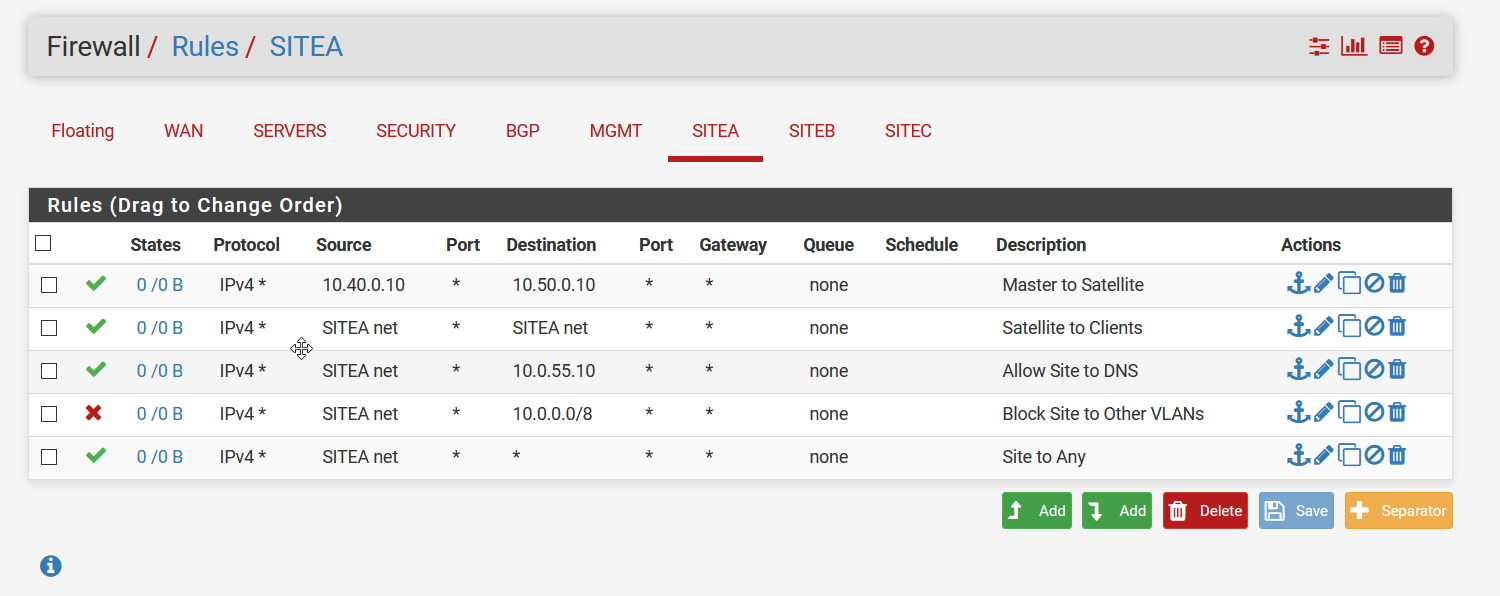 Firewall / Rules / SITEA
Floating WAN SERVERS SECURITY BGP MGMT SITEA SITEB SITEC
Rules (Drag to Change Order)
States Protocol Source Port Destination Port Gateway Queue Schedule Description Actions
0 /0 B IPv4 * 10.40.0.10 * 10.50.0.10 * * none Master to Satellite
0 /0 B IPv4 * SITEA net * SITEA net * * none Satellite to Clients
0 /0 B IPv4 * SITEA net * 10.0.55.10 * * none Allow Site to DNS
0 /0 B IPv4 * SITEA net * 10.0.0.0/8 * * none Block Site to Other VLANs
0 /0 B IPv4 * SITEA net * * * * none Site to Any
Add Add Delete Save Separator